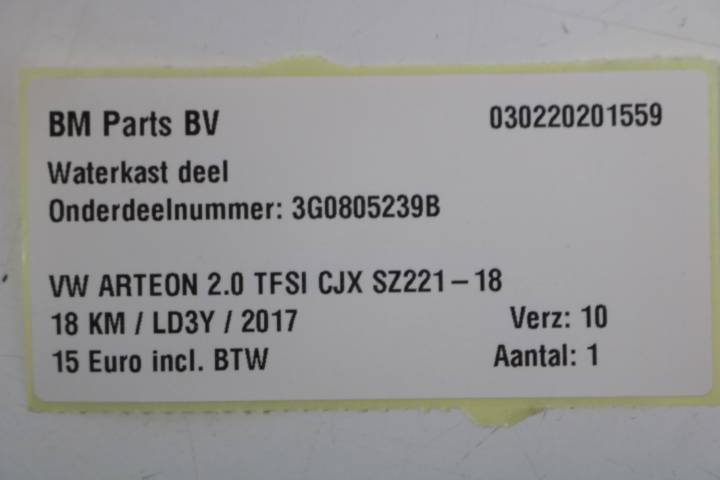 BM Parts BV 030220201559
Waterkast deel
Onderdeelnummer: 3G0805239B
VW ARTEON 2.0 TFSI CJX SZ221-18
18 KM / LD3Y / 2017 Verz: 10
15 Euro incl. BTW Aantal: 1